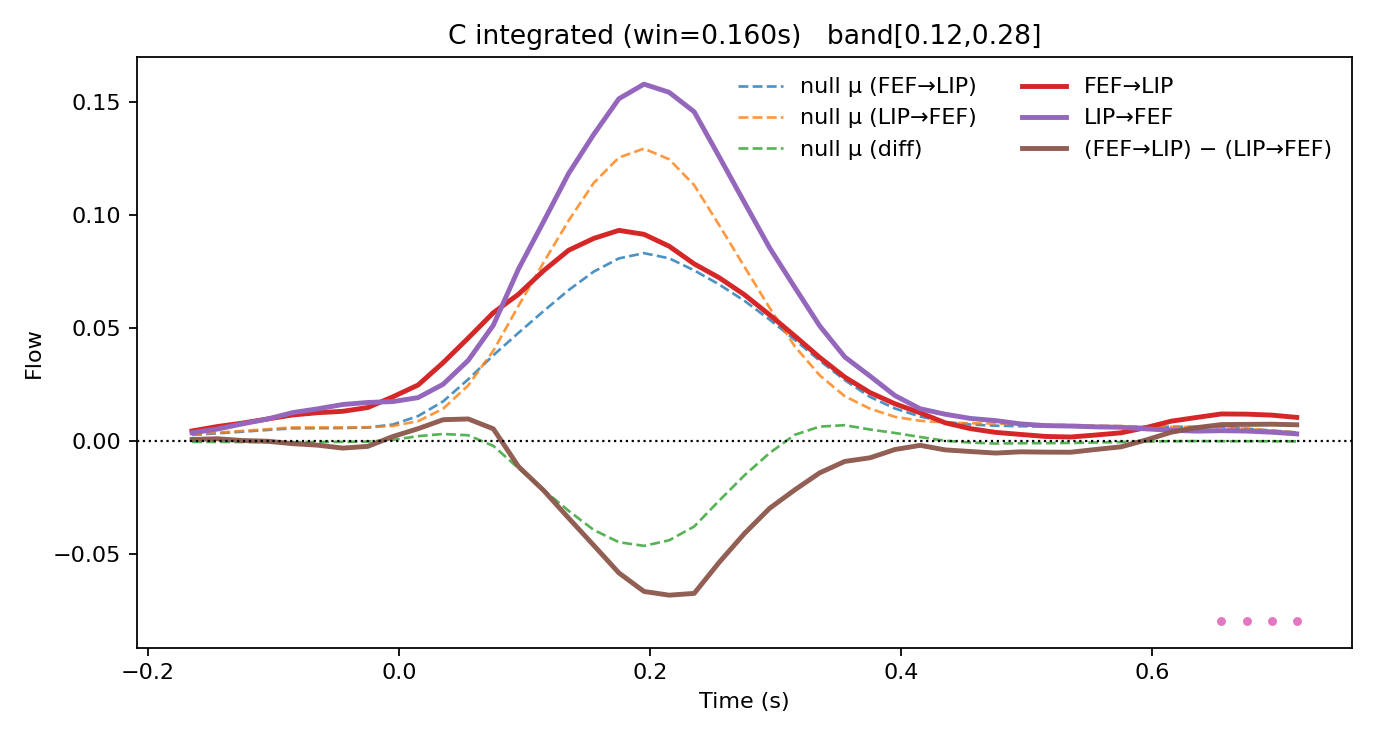 C integrated (win=0.160s)   band[0.12,0.28]
null μ (FEF→LIP)
null μ (LIP→FEF)
null μ (diff)
FEF→LIP
LIP→FEF
(FEF→LIP) − (LIP→FEF)
Flow
0.15
0.10
0.05
0.00
−0.05
−0.2
0.0
0.2
0.4
0.6
Time (s)